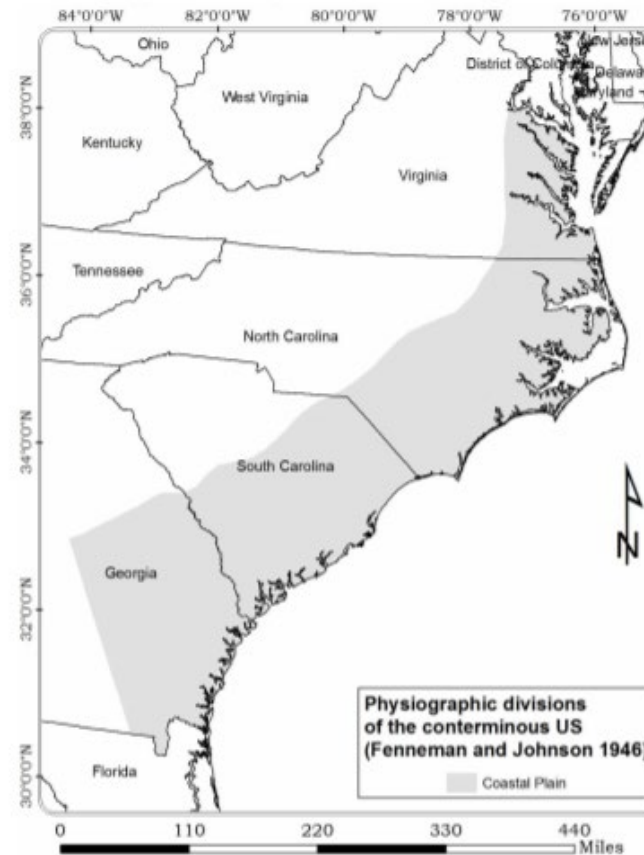 84°0'0"W 82°0'0"W 80°0'0"W 78°0'0"W 76°0'0"W
Ohio
New Jerse
District of Columbia
Delawa
Maryland
West Virginia
38°0'0"N
Kentucky
Virginia
36°0'0"N
Tennessee
North Carolina
34°0'0"N
South Carolina
Georgia
N
32°0'0"N
Physiographic divisions
of the conterminous US
(Fenneman and Johnson 1946)
Coastal Plain
Florida
30°0'0"N
0 110 220 330 440
Miles